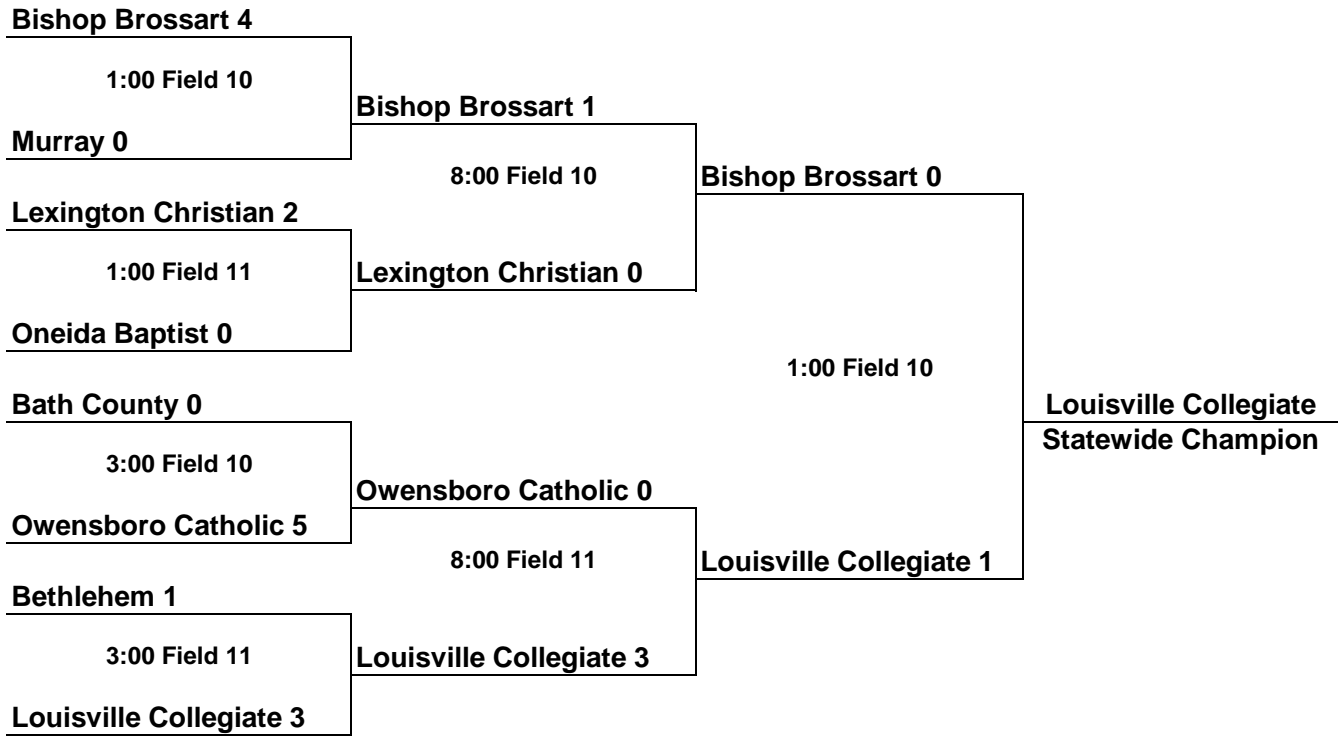 Bishop Brossart 4
1:00 Field 10
Bishop Brossart 1
Murray 0
8:00 Field 10
Bishop Brossart 0
Lexington Christian 2
1:00 Field 11
Lexington Christian 0
Oneida Baptist 0
1:00 Field 10
Bath County 0
Louisville Collegiate
Statewide Champion
3:00 Field 10
Owensboro Catholic 0
Owensboro Catholic 5
8:00 Field 11
Louisville Collegiate 1
Bethlehem 1
3:00 Field 11
Louisville Collegiate 3
Louisville Collegiate 3